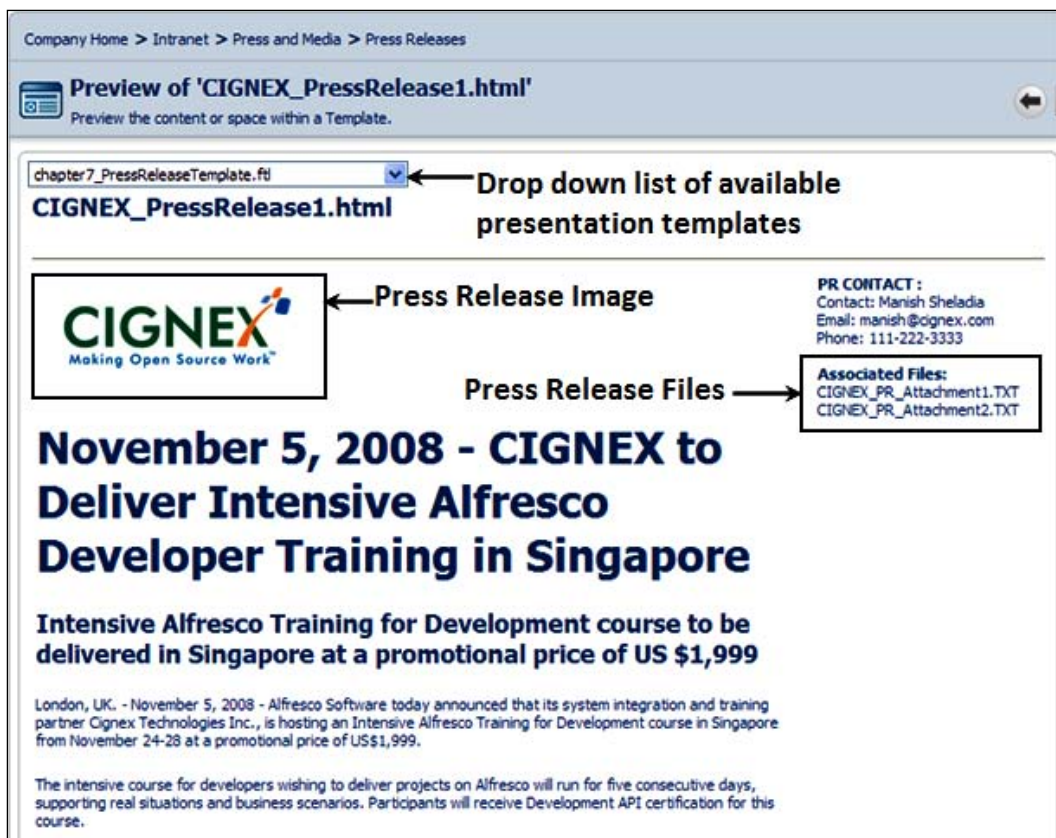 Company Home > Intranet > Press and Media > Press Releases
Preview of 'CIGNEX_PressRelease1.html'
Preview the content or space within a Template.
chapter7_PressReleaseTemplate.ftl
Drop down list of available
presentation templates
CIGNEX_PressRelease1.html
CIGNEX
Making Open Source Work™
Press Release Image
PR CONTACT :
Contact: Manish Sheladia
Email: manish@cignex.com
Phone: 111-222-3333
Press Release Files
Associated Files:
CIGNEX_PR_Attachment1.TXT
CIGNEX_PR_Attachment2.TXT
November 5, 2008 - CIGNEX to
Deliver Intensive Alfresco
Developer Training in Singapore
Intensive Alfresco Training for Development course to be
delivered in Singapore at a promotional price of US $1,999
London, UK. - November 5, 2008 - Alfresco Software today announced that its system integration and training
partner Cignex Technologies Inc., is hosting an Intensive Alfresco Training for Development course in Singapore
from November 24-28 at a promotional price of US$1,999.
The intensive course for developers wishing to deliver projects on Alfresco will run for five consecutive days,
supporting real situations and business scenarios. Participants will receive Development API certification for this
course.